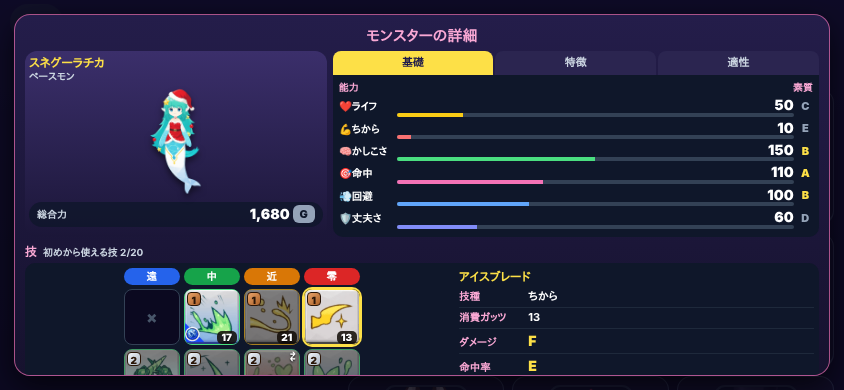 モンスターの詳細
スネグーラチカ
ベースモン
総合力 1,680 G
基礎 特徴 適性
能力 素質
ライフ 50 C
ちから 10 E
かしこさ 150 B
命中 110 A
回避 100 B
丈夫さ 60 D
技 初めから使える技 2/20
遠 中 近 零
× 1 17 1 21 1 13
2 2 2 2
アイスブレード
技種 ちから
消費ガッツ 13
ダメージ F
命中率 E